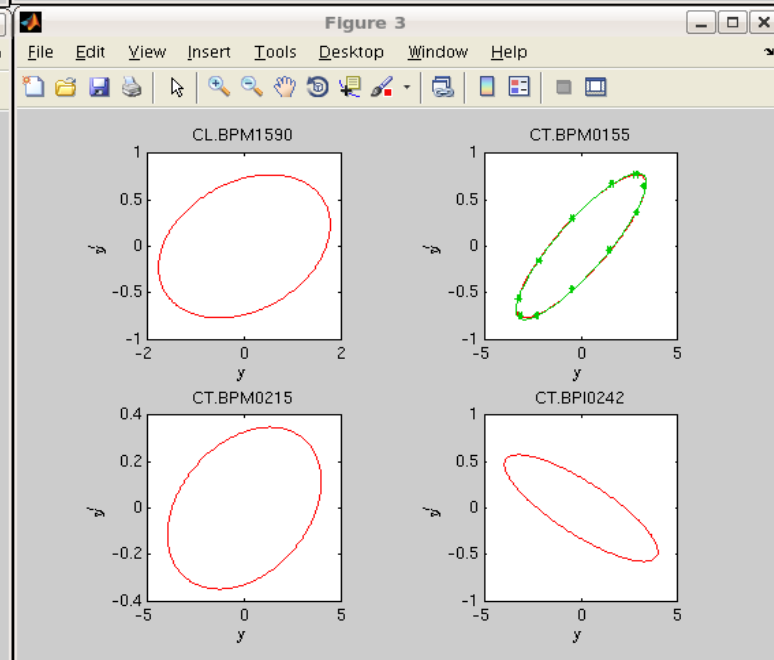 Figure 3
File Edit View Insert Tools Desktop Window Help
CL.BPM1590
1
0.5
0
-0.5
-1
-2 0 2
y
y'
CT.BPM0155
1
0.5
0
-0.5
-1
-5 0 5
y
y'
CT.BPM0215
0.4
0.2
0
-0.2
-0.4
-5 0 5
y
y'
CT.BPI0242
1
0.5
0
-0.5
-1
-5 0 5
y
y'